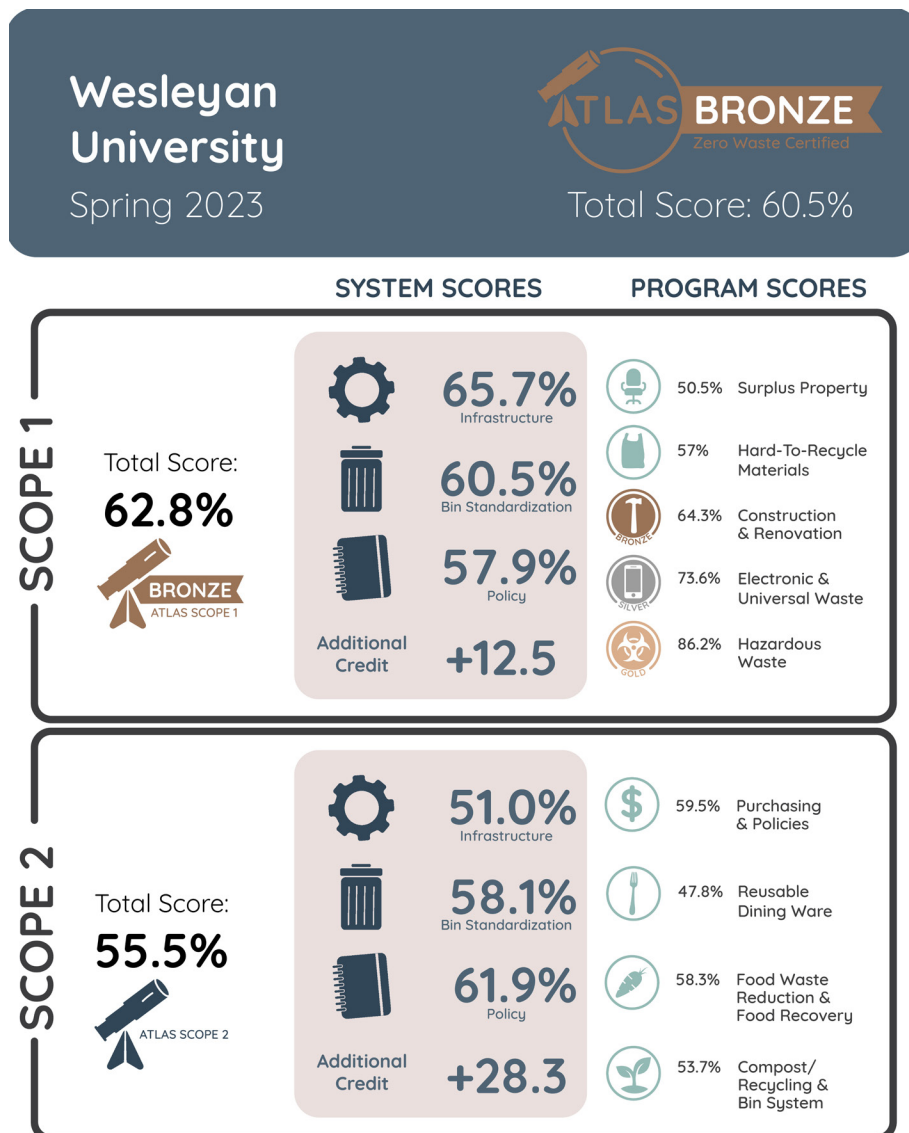 Wesleyan
University
Spring 2023
ATLAS BRONZE
Zero Waste Certified
Total Score: 60.5%
SYSTEM SCORES
PROGRAM SCORES
SCOPE 1
Total Score:
62.8%
BRONZE
ATLAS SCOPE 1
65.7%
Infrastructure
60.5%
Bin Standardization
57.9%
Policy
Additional
Credit
+12.5
50.5% Surplus Property
57% Hard-To-Recycle
Materials
BRONZE
64.3% Construction
& Renovation
SILVER
73.6% Electronic &
Universal Waste
GOLD
86.2% Hazardous
Waste
SCOPE 2
Total Score:
55.5%
ATLAS SCOPE 2
51.0%
Infrastructure
58.1%
Bin Standardization
61.9%
Policy
Additional
Credit
+28.3
$
59.5% Purchasing
& Policies
47.8% Reusable
Dining Ware
58.3% Food Waste
Reduction &
Food Recovery
53.7% Compost/
Recycling &
Bin System